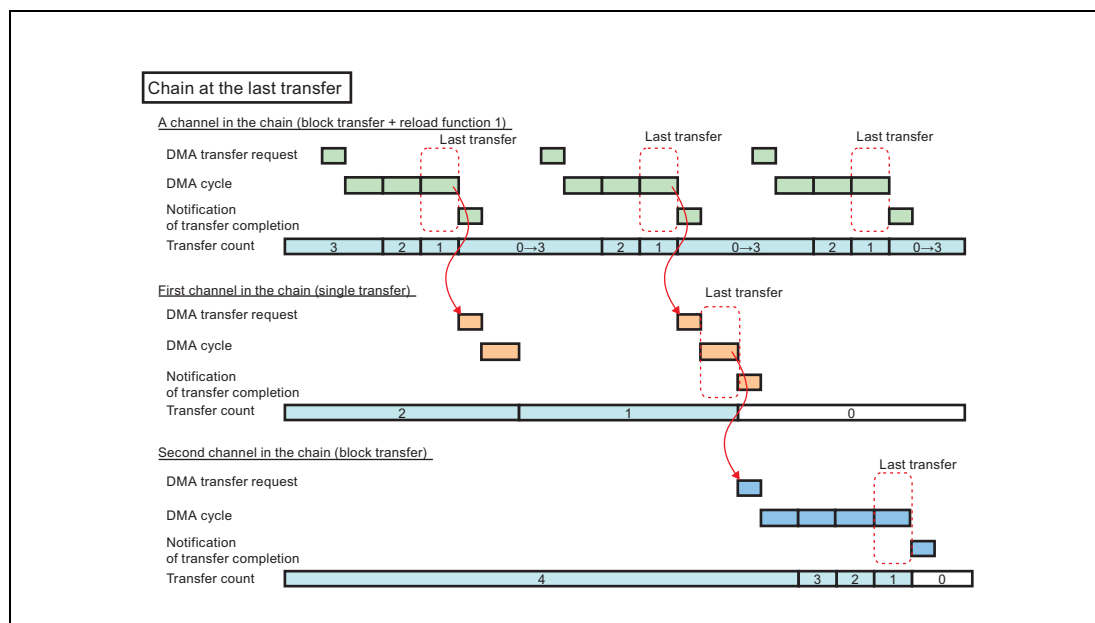 Chain at the last transfer
A channel in the chain (block transfer + reload function 1)
Last transfer Last transfer Last transfer
DMA transfer request
DMA cycle
Notification
of transfer completion
Transfer count 3 2 1 0→3 2 1 0→3 2 1 0→3
First channel in the chain (single transfer)
Last transfer
DMA transfer request
DMA cycle
Notification
of transfer completion
Transfer count 2 1 0
Second channel in the chain (block transfer)
Last transfer
DMA transfer request
DMA cycle
Notification
of transfer completion
Transfer count 4 3 2 1 0